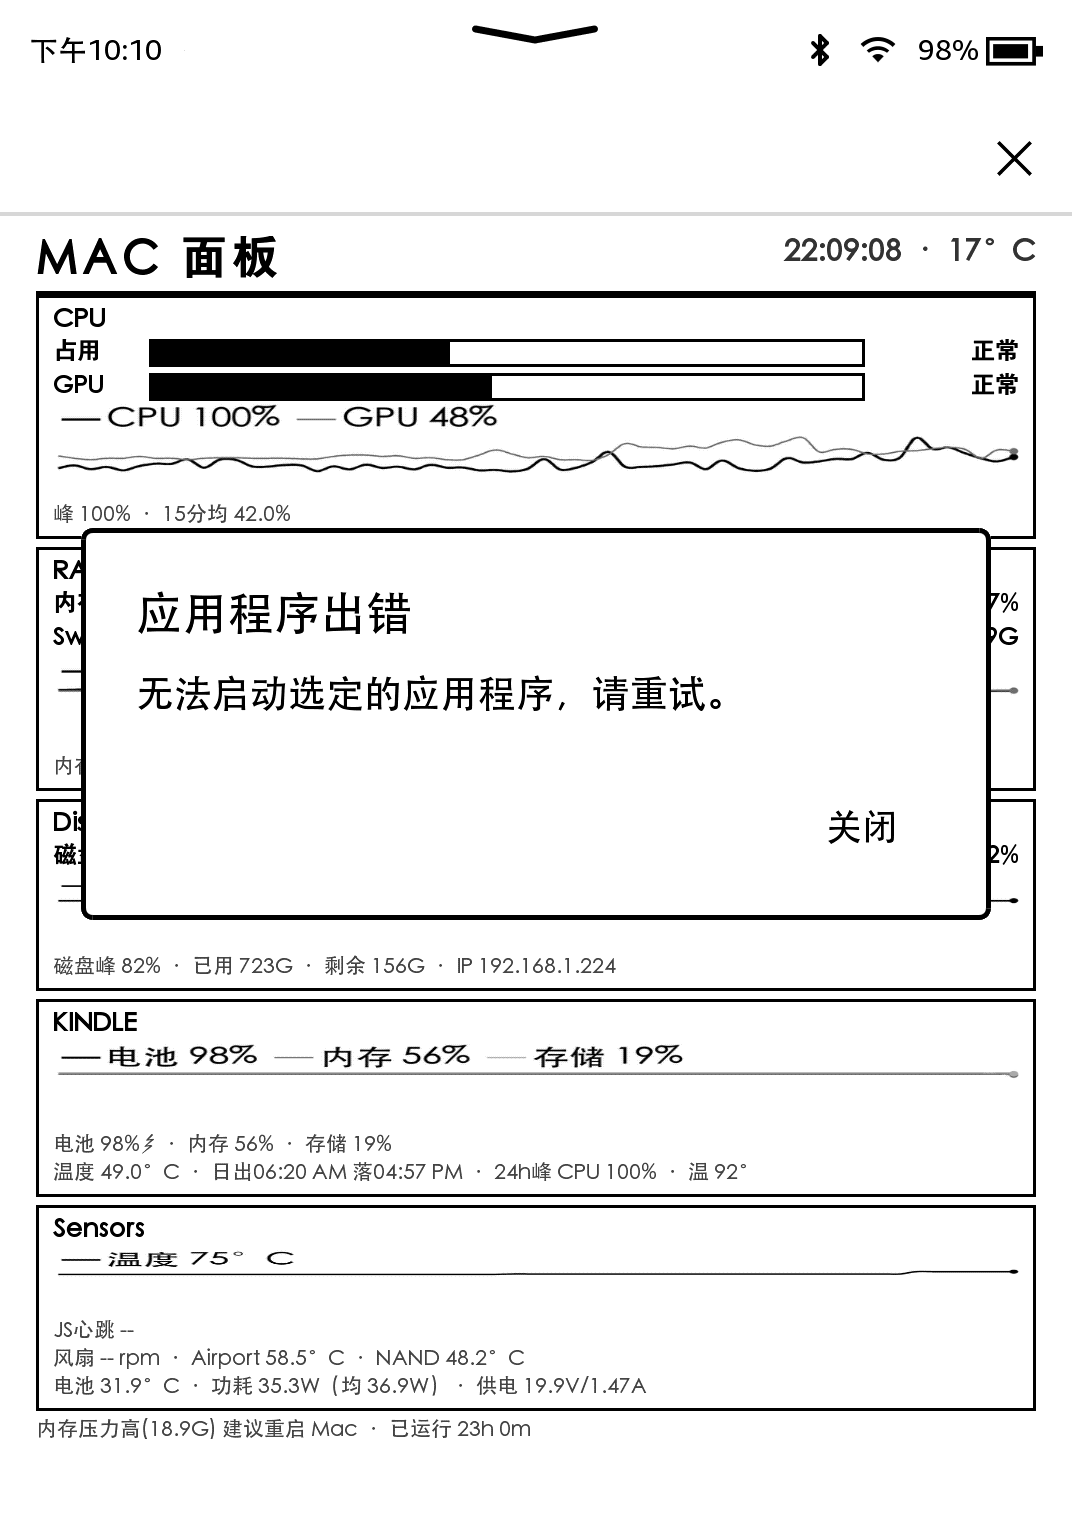 下午10:10
98%
MAC 面板
22:09:08 · 17° C
CPU
占用 正常
GPU 正常
CPU 100% GPU 48%
峰 100% · 15分均 42.0%
应用程序出错
无法启动选定的应用程序，请重试。
关闭
磁盘峰 82% · 已用 723G · 剩余 156G · IP 192.168.1.224
KINDLE
电池 98% 内存 56% 存储 19%
电池 98%⚡ · 内存 56% · 存储 19%
温度 49.0° C · 日出06:20 AM 落04:57 PM · 24h峰 CPU 100% · 温 92°
Sensors
温度 75° C
JS心跳 --
风扇 -- rpm · Airport 58.5° C · NAND 48.2° C
电池 31.9° C · 功耗 35.3W（均 36.9W） · 供电 19.9V/1.47A
内存压力高(18.9G) 建议重启 Mac · 已运行 23h 0m